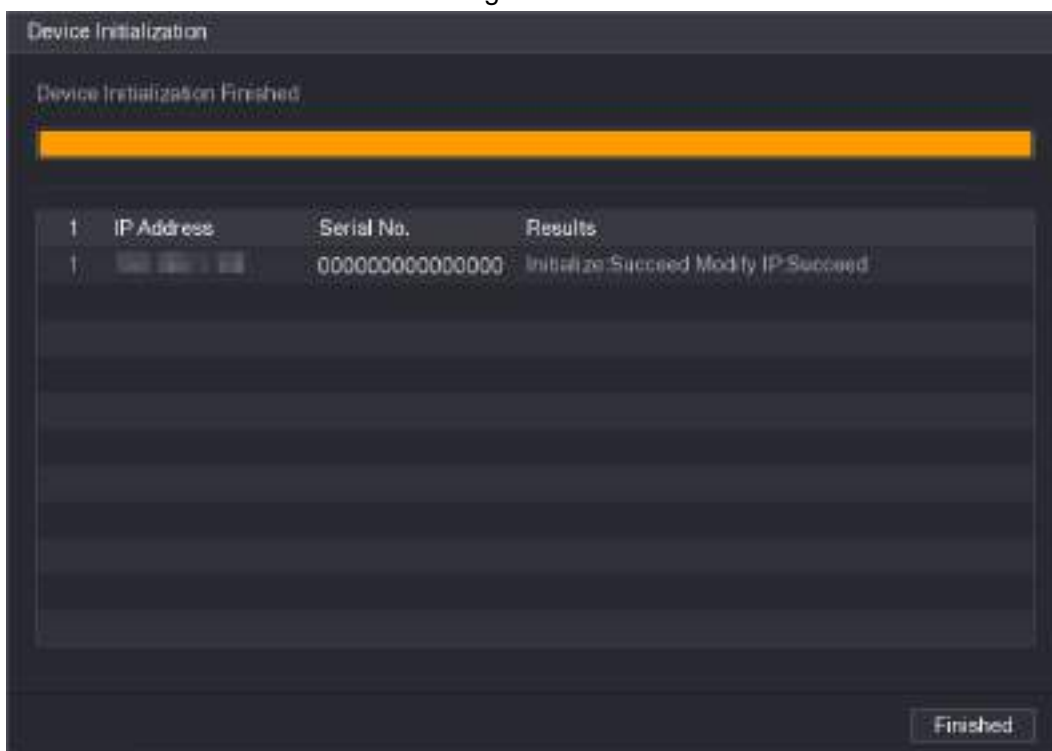 Device Initialization
Device Initialization Finished
1 IP Address Serial No. Results
1 000000000000000 Initialize:Succeed Modify IP:Succeed
Finished